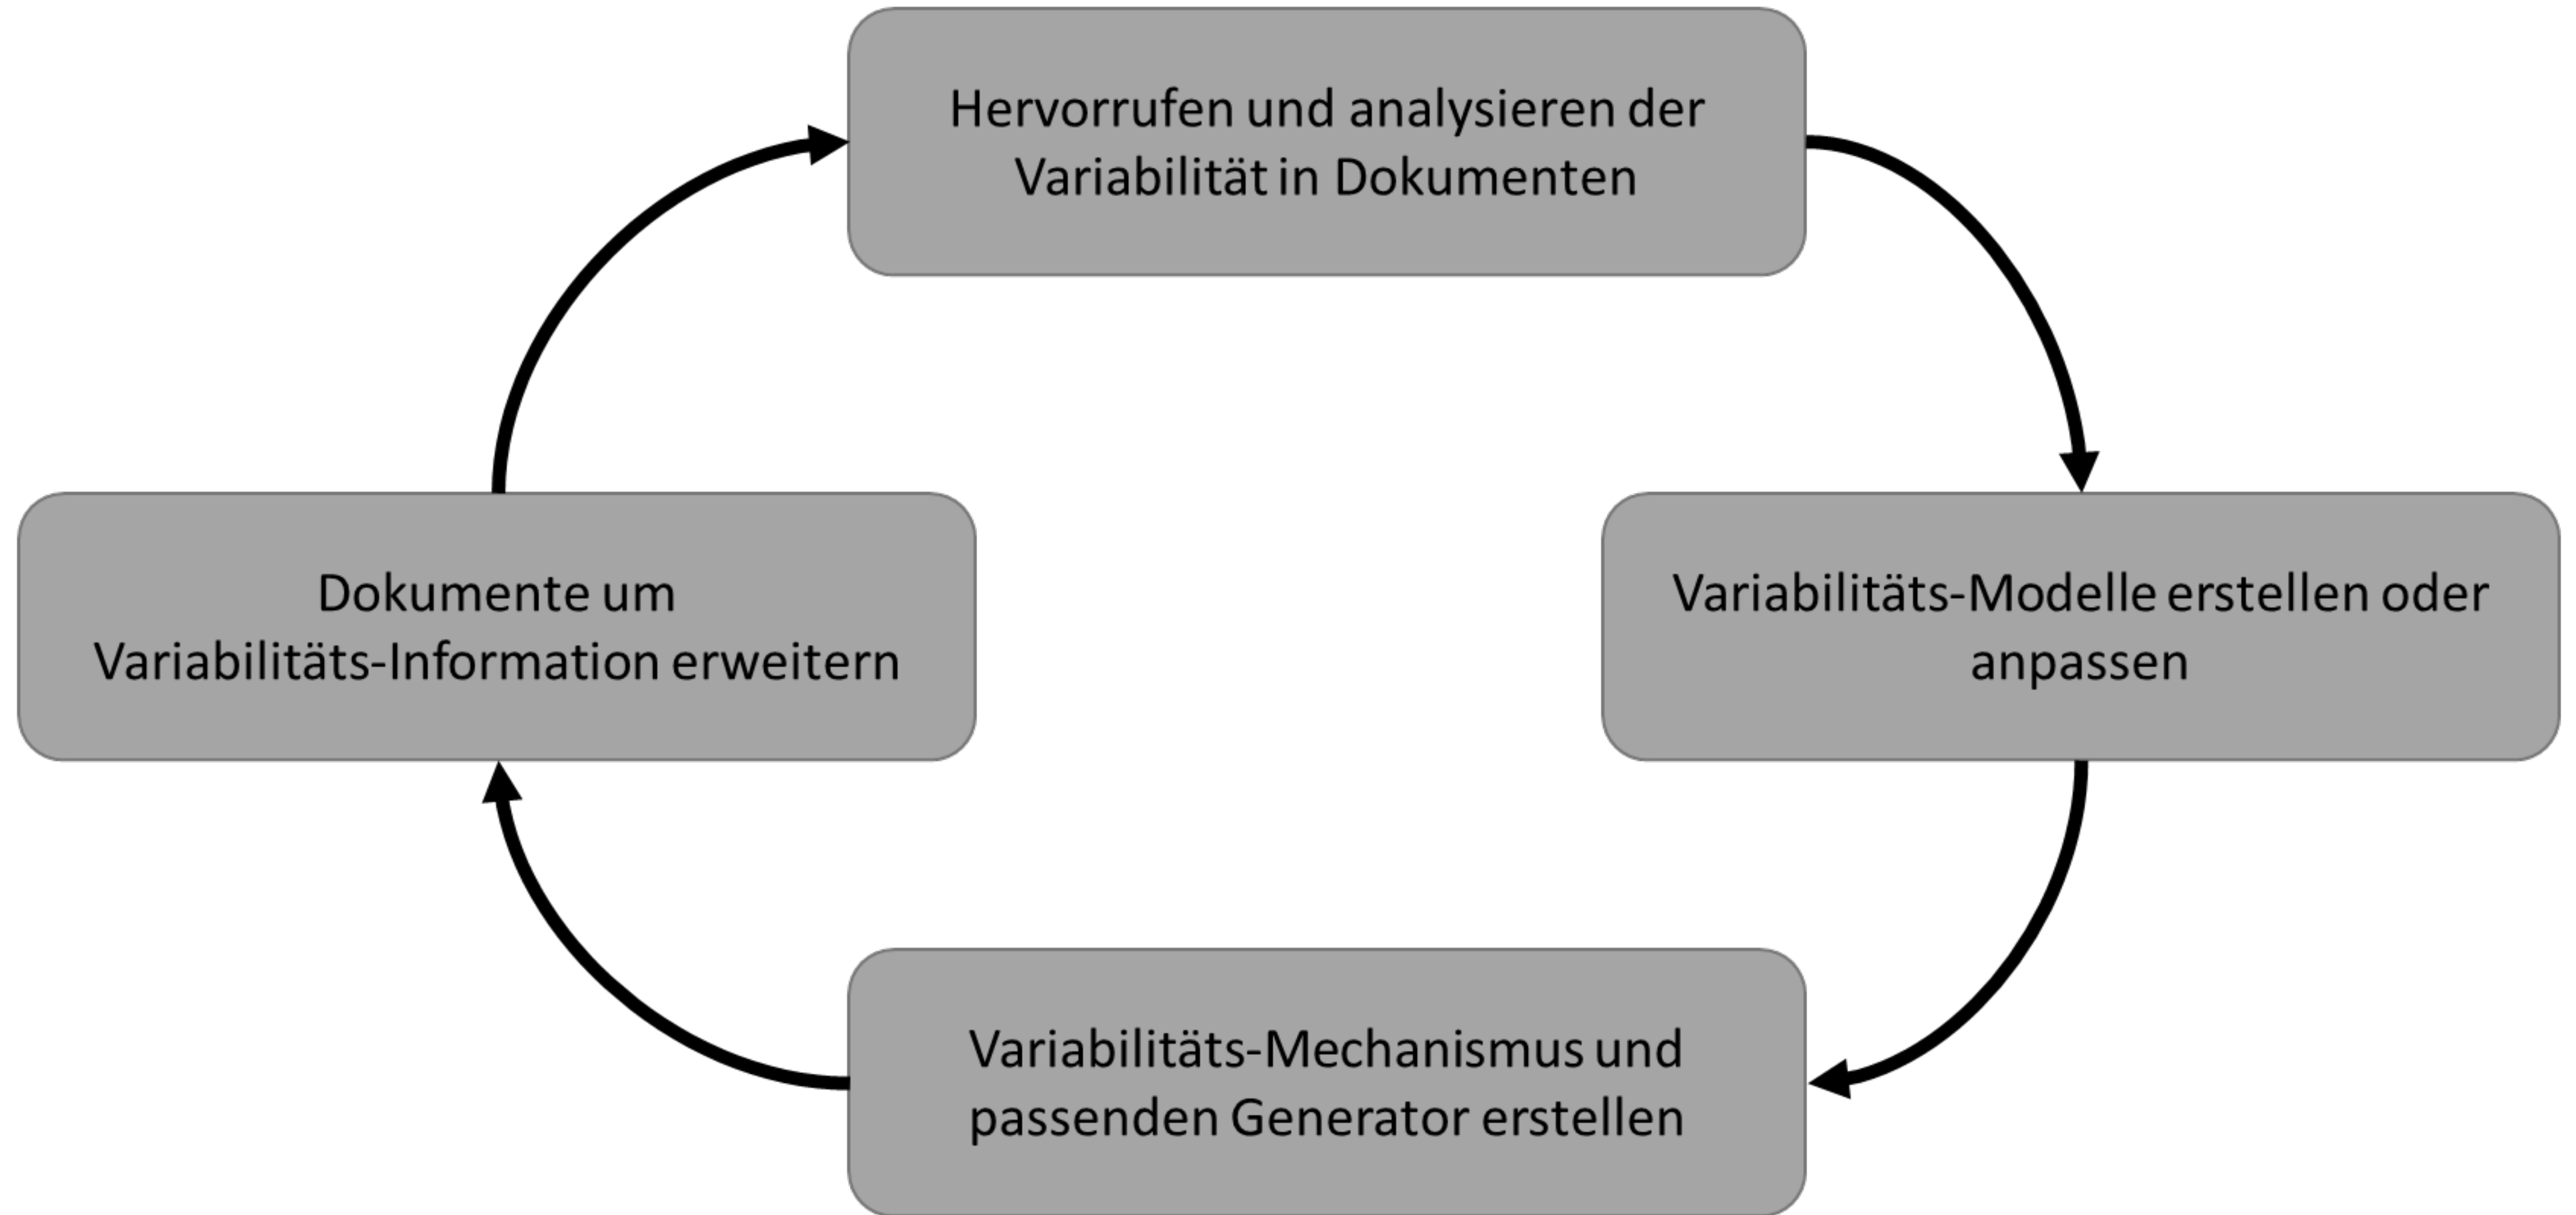 Hervorrufen und analysieren der
Variabilität in Dokumenten
Variabilitäts-Modelle erstellen oder
anpassen
Variabilitäts-Mechanismus und
passenden Generator erstellen
Dokumente um
Variabilitäts-Information erweitern